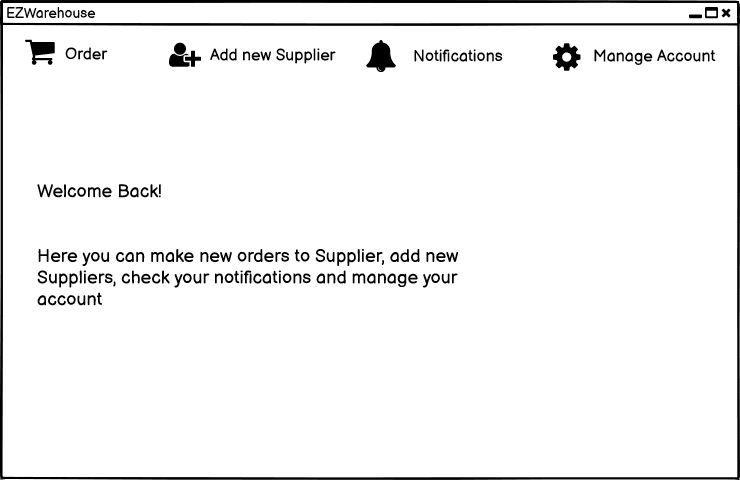 EZWarehouse
Order Add new Supplier Notifications Manage Account
Welcome Back!
Here you can make new orders to Supplier, add new
Suppliers, check your notifications and manage your
account